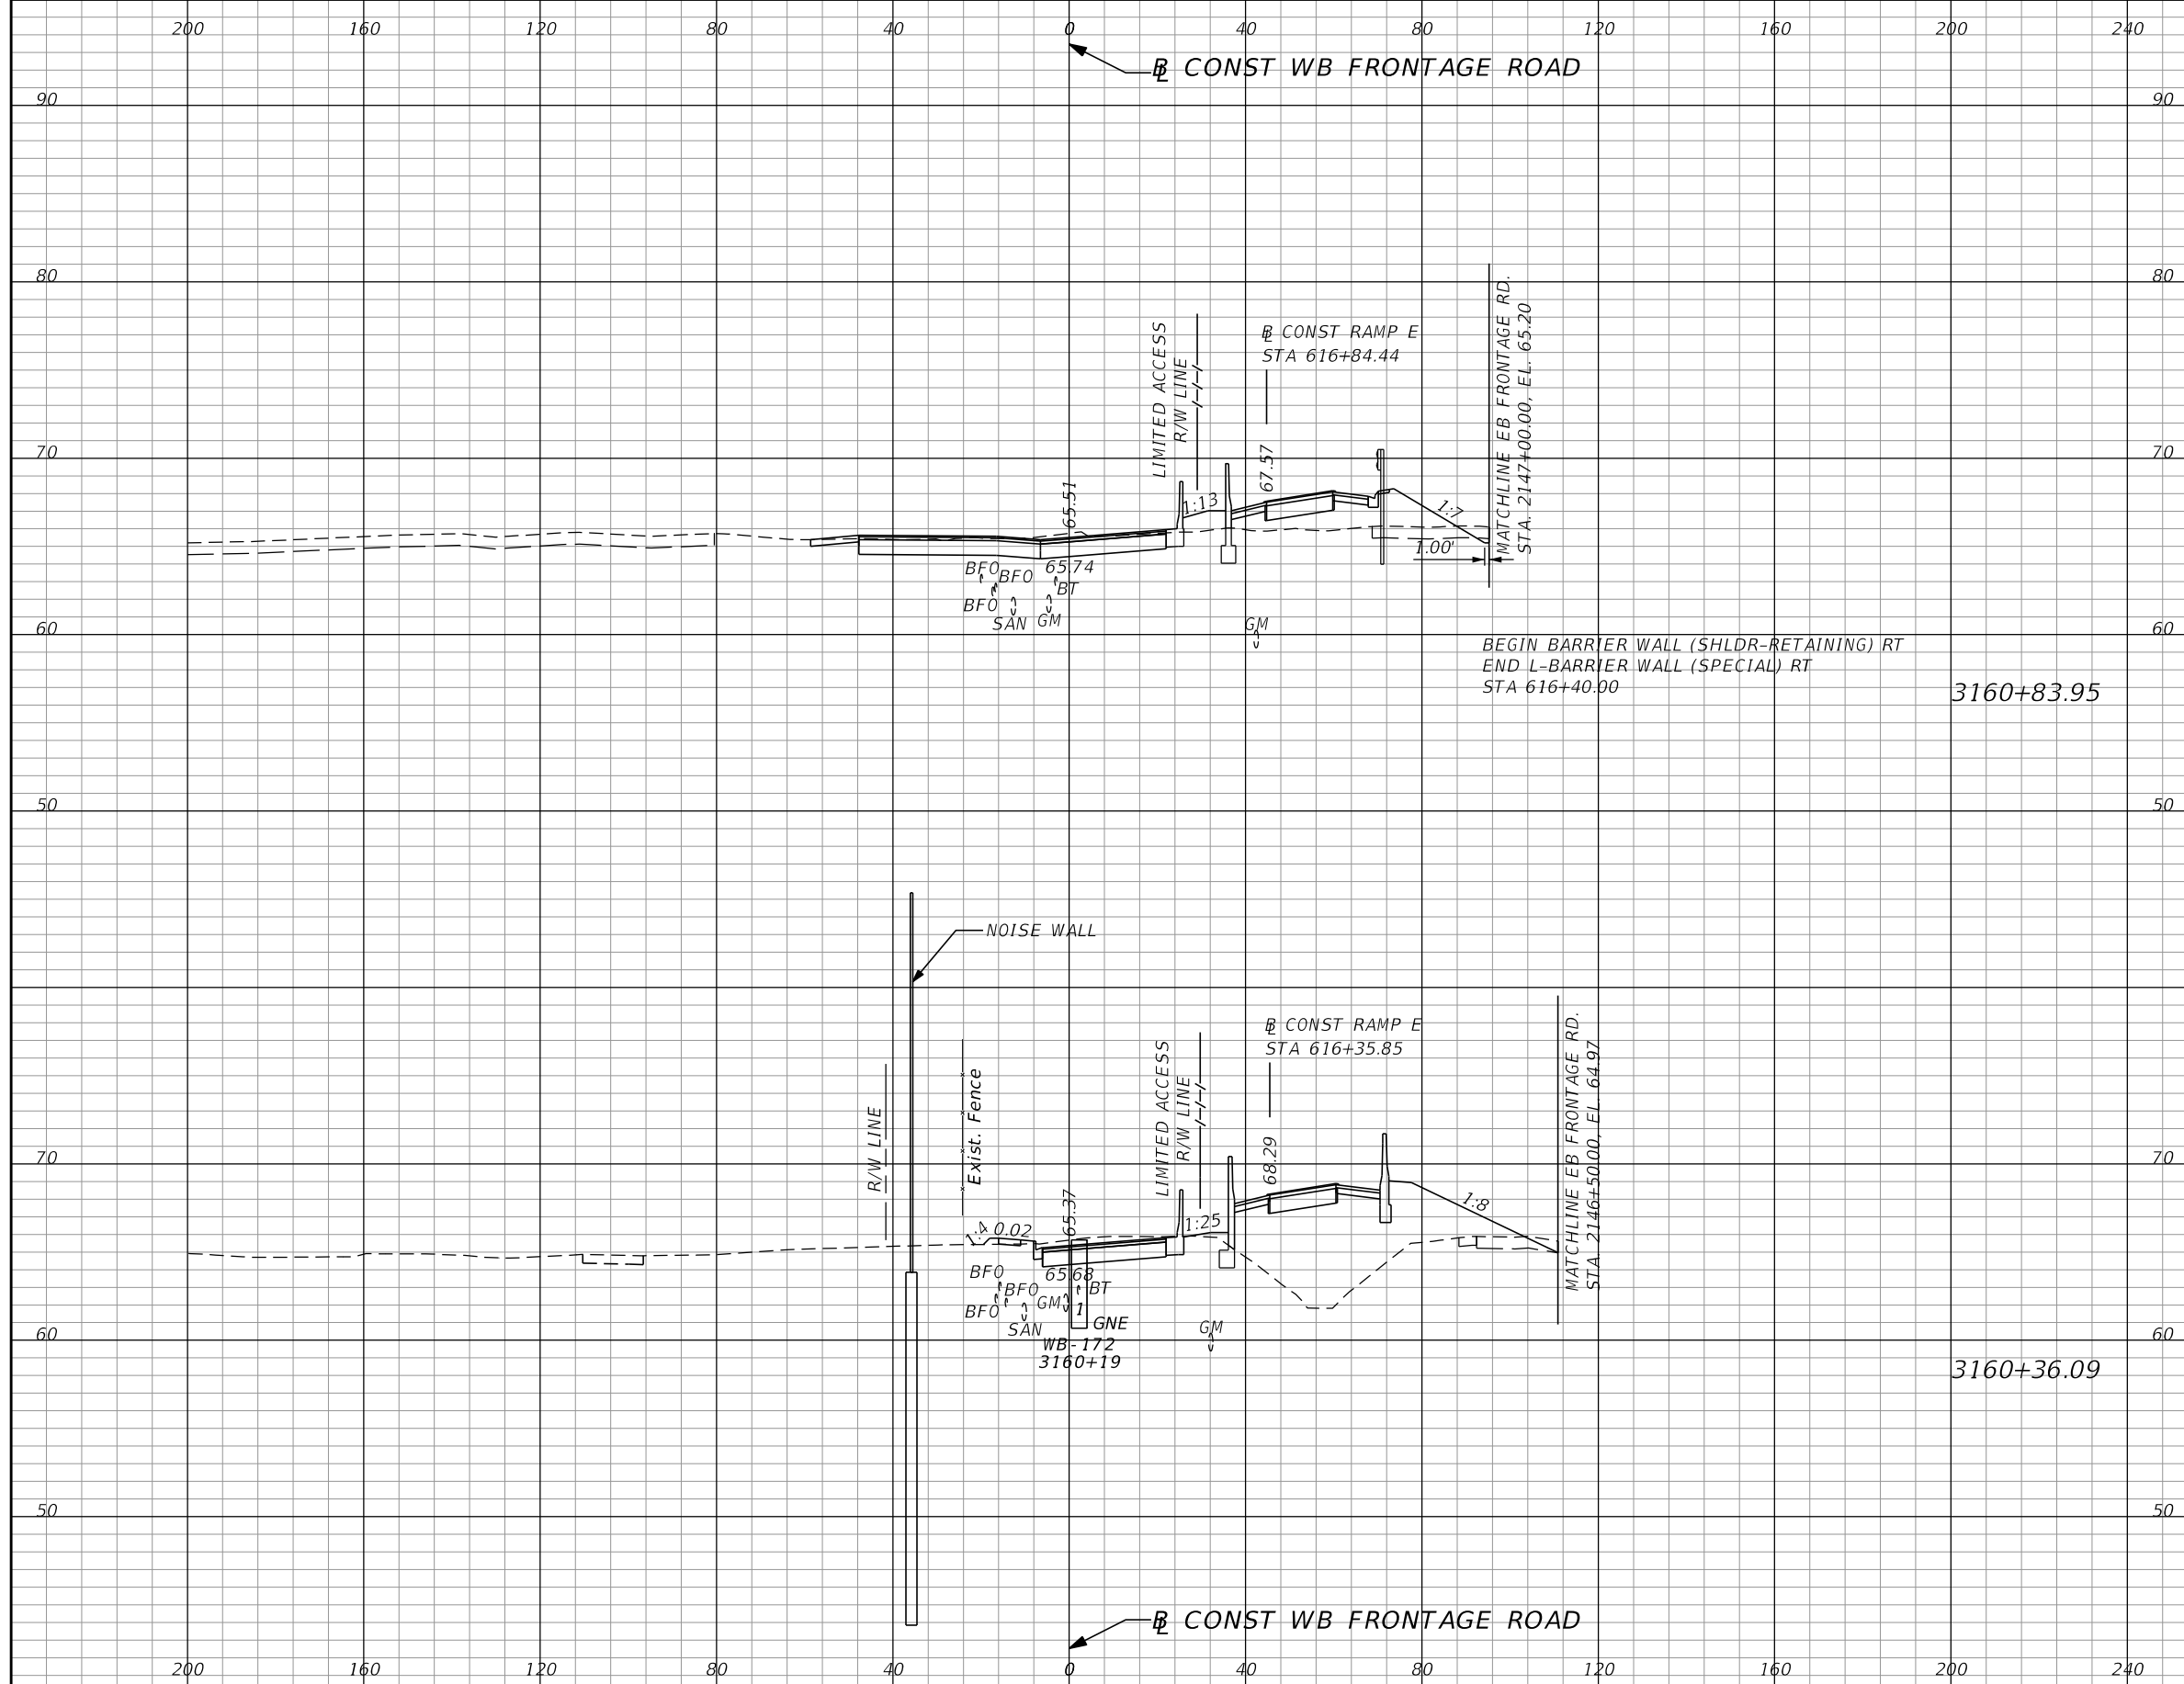 200 160 120 80 40 0 40 80 120 160 200 240
℄ CONST WB FRONTAGE ROAD
90 90
80 80
LIMITED ACCESS
R/W LINE
℄ CONST RAMP E
STA 616+84.44
MATCHLINE EB FRONTAGE RD.
STA. 2147+00.00, EL. 65.20
70 70
65.51
1:13
67.57
1:7
1.00'
BFO
BFO
BFO
65.74
BT
SAN
GM
GM
60 60
BEGIN BARRIER WALL (SHLDR-RETAINING) RT
END L-BARRIER WALL (SPECIAL) RT
STA 616+40.00
3160+83.95
50 50
NOISE WALL
R/W LINE
Exist. Fence
LIMITED ACCESS
R/W LINE
℄ CONST RAMP E
STA 616+35.85
MATCHLINE EB FRONTAGE RD.
STA. 2146+50.00, EL. 64.97
70 70
1:4
0.02
65.37
1:25
68.29
1:8
BFO
BFO
BFO
65.68
BT
GM
1
SAN
GNE
GM
WB-172
3160+19
60 60
3160+36.09
50 50
℄ CONST WB FRONTAGE ROAD
200 160 120 80 40 0 40 80 120 160 200 240